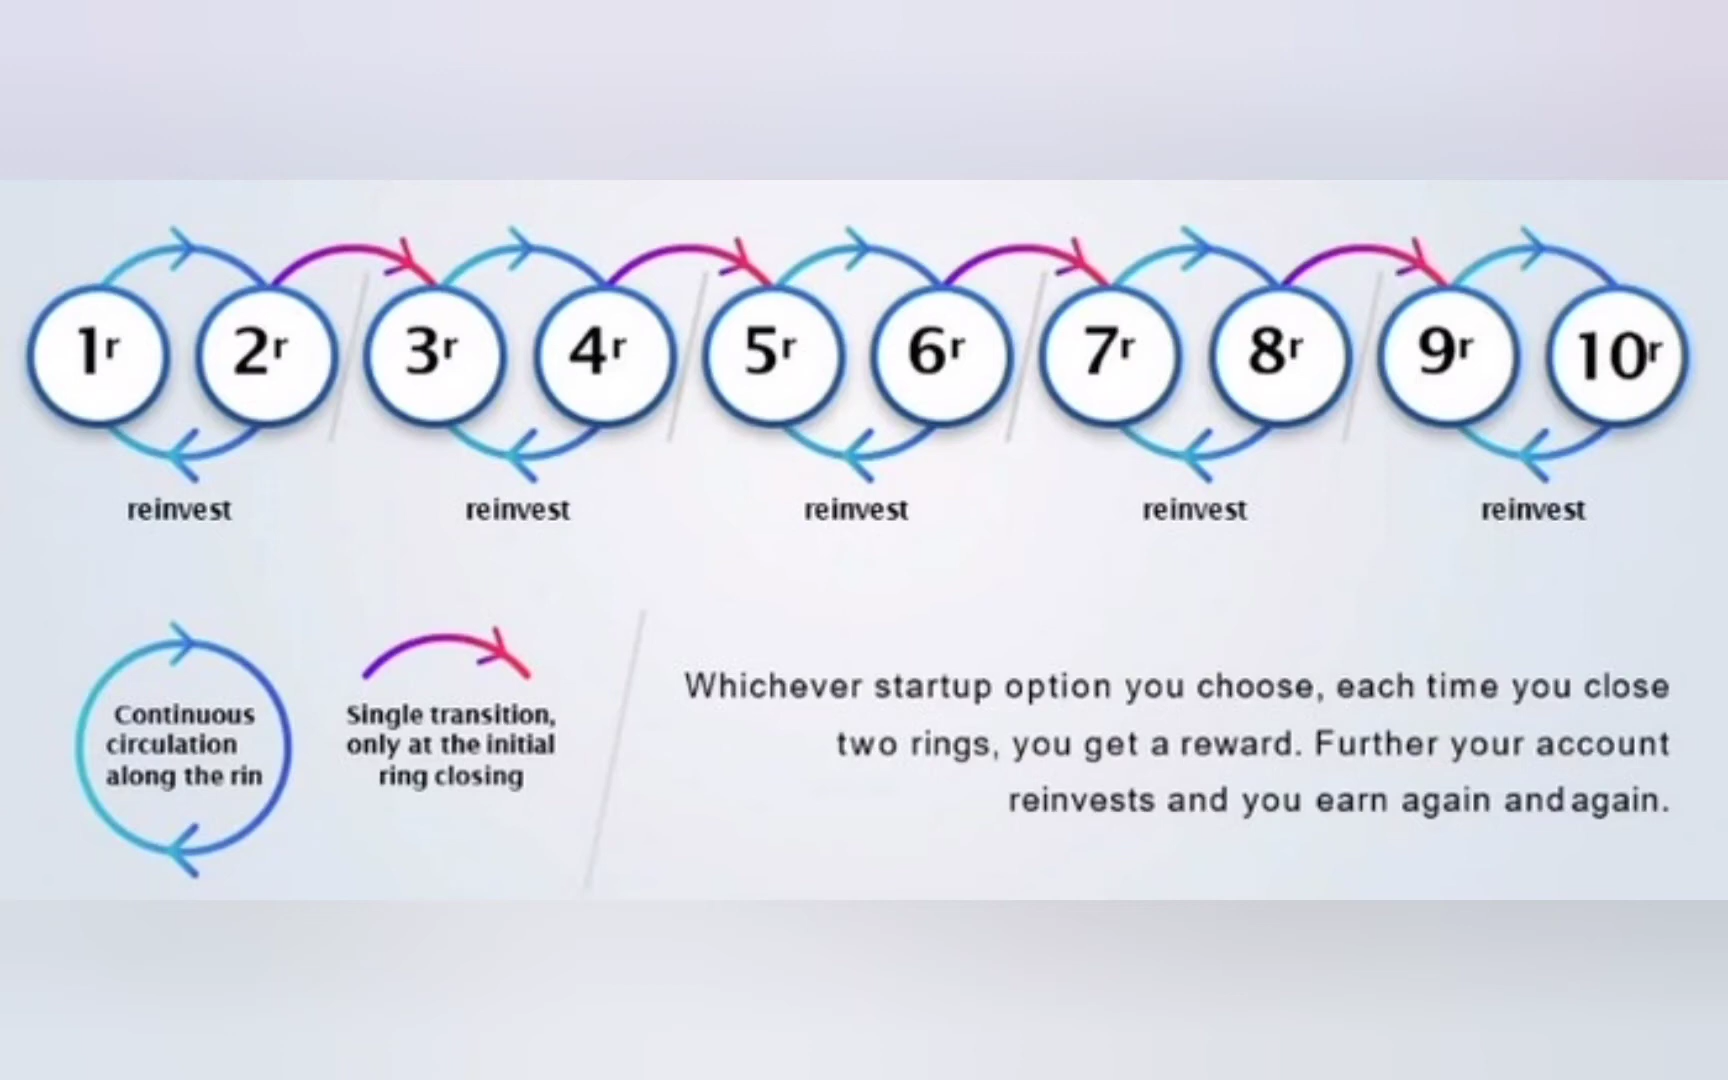 1r 2r 3r 4r 5r 6r 7r 8r 9r 10r
reinvest reinvest reinvest reinvest reinvest
Continuous
circulation
along the rin
Single transition,
only at the initial
ring closing
Whichever startup option you choose, each time you close
two rings, you get a reward. Further your account
reinvests and you earn again andagain.